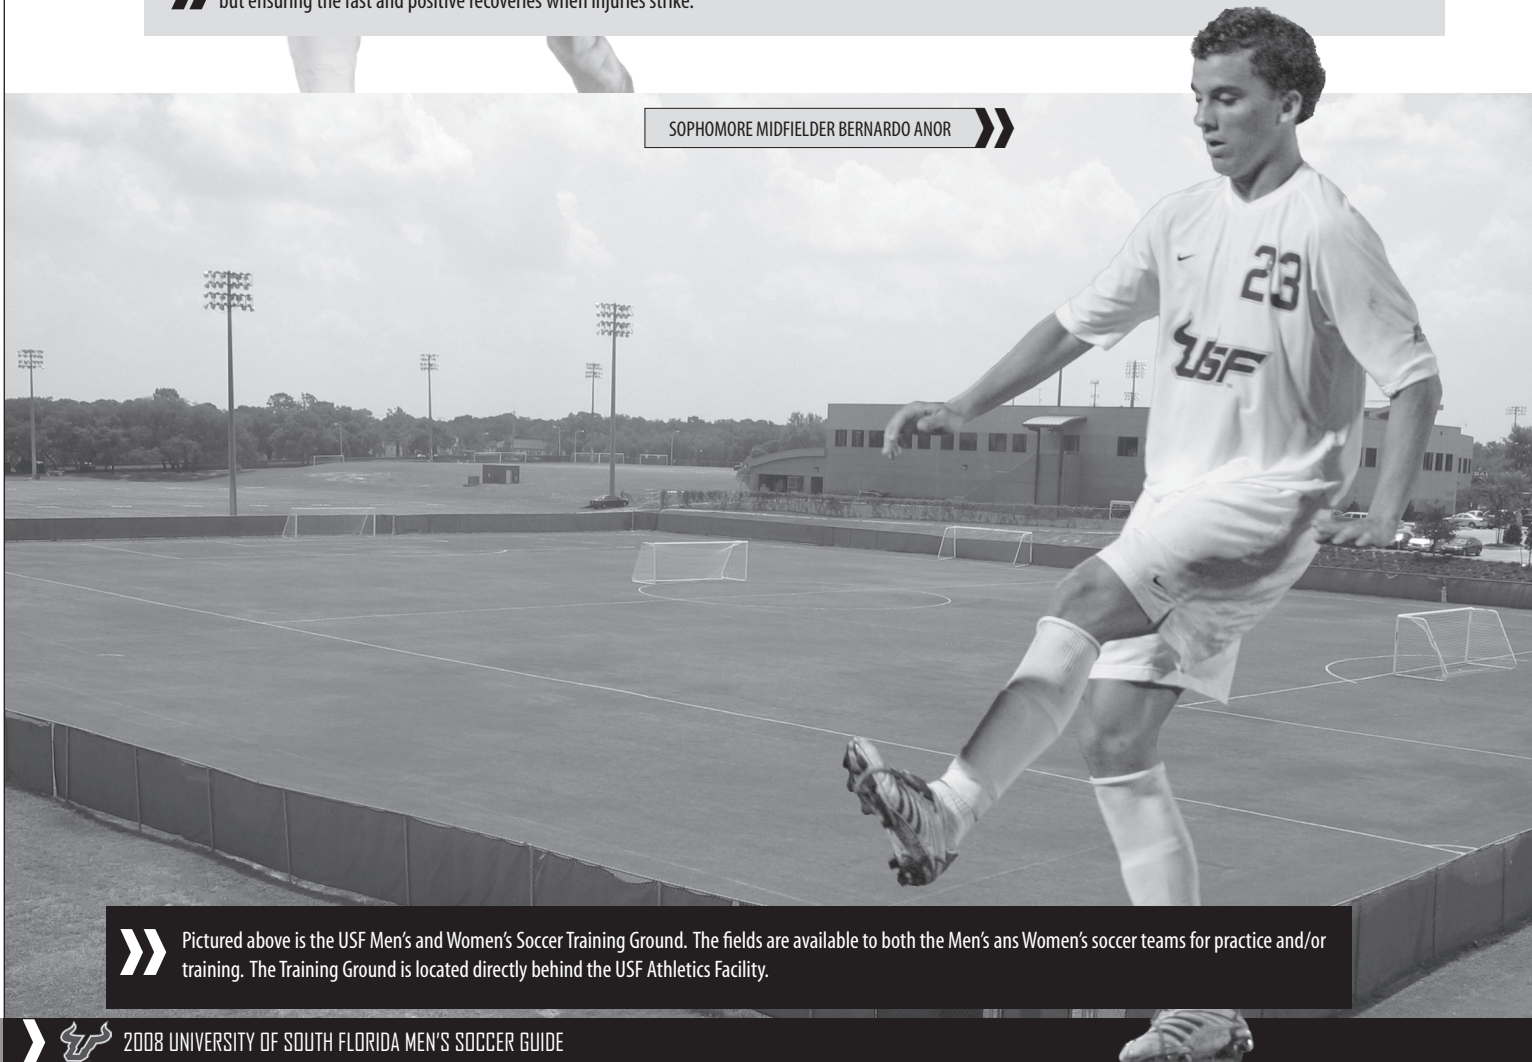 but ensuring the fast and positive recoveries when injuries strike.
SOPHOMORE MIDFIELDER BERNARDO ANOR
23
USF
Pictured above is the USF Men's and Women's Soccer Training Ground. The fields are available to both the Men's ans Women's soccer teams for practice and/or
training. The Training Ground is located directly behind the USF Athletics Facility.
2008 UNIVERSITY OF SOUTH FLORIDA MEN'S SOCCER GUIDE